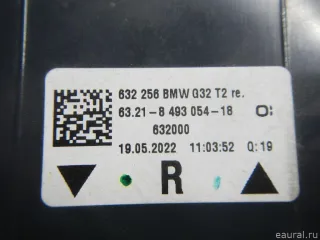 632 256 BMW G32 T2 re.
63.21-8 493 054-18 O:
632000
19.05.2022 11:03:52 Q:19
R
eaural.ru